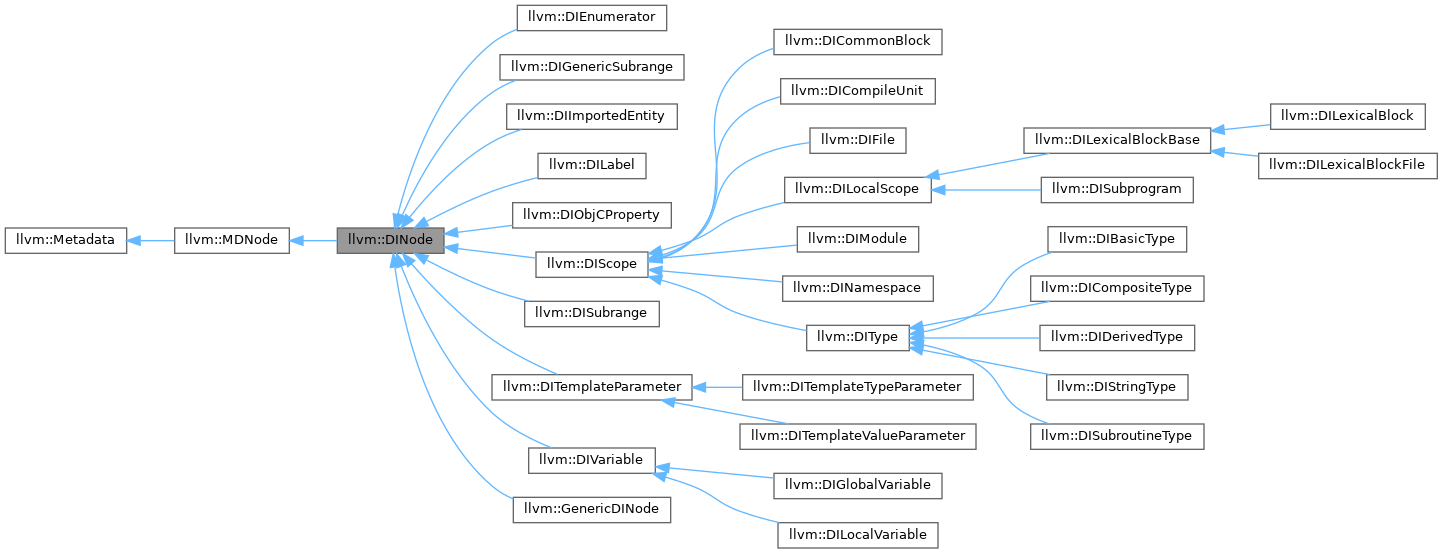 llvm::Metadata
llvm::MDNode
llvm::DINode
llvm::DIEnumerator
llvm::DIGenericSubrange
llvm::DIImportedEntity
llvm::DILabel
llvm::DIObjCProperty
llvm::DIScope
llvm::DISubrange
llvm::DITemplateParameter
llvm::DIVariable
llvm::GenericDINode
llvm::DICommonBlock
llvm::DICompileUnit
llvm::DIFile
llvm::DILocalScope
llvm::DIModule
llvm::DINamespace
llvm::DIType
llvm::DITemplateTypeParameter
llvm::DITemplateValueParameter
llvm::DIGlobalVariable
llvm::DILocalVariable
llvm::DILexicalBlockBase
llvm::DISubprogram
llvm::DIBasicType
llvm::DICompositeType
llvm::DIDerivedType
llvm::DIStringType
llvm::DISubroutineType
llvm::DILexicalBlock
llvm::DILexicalBlockFile